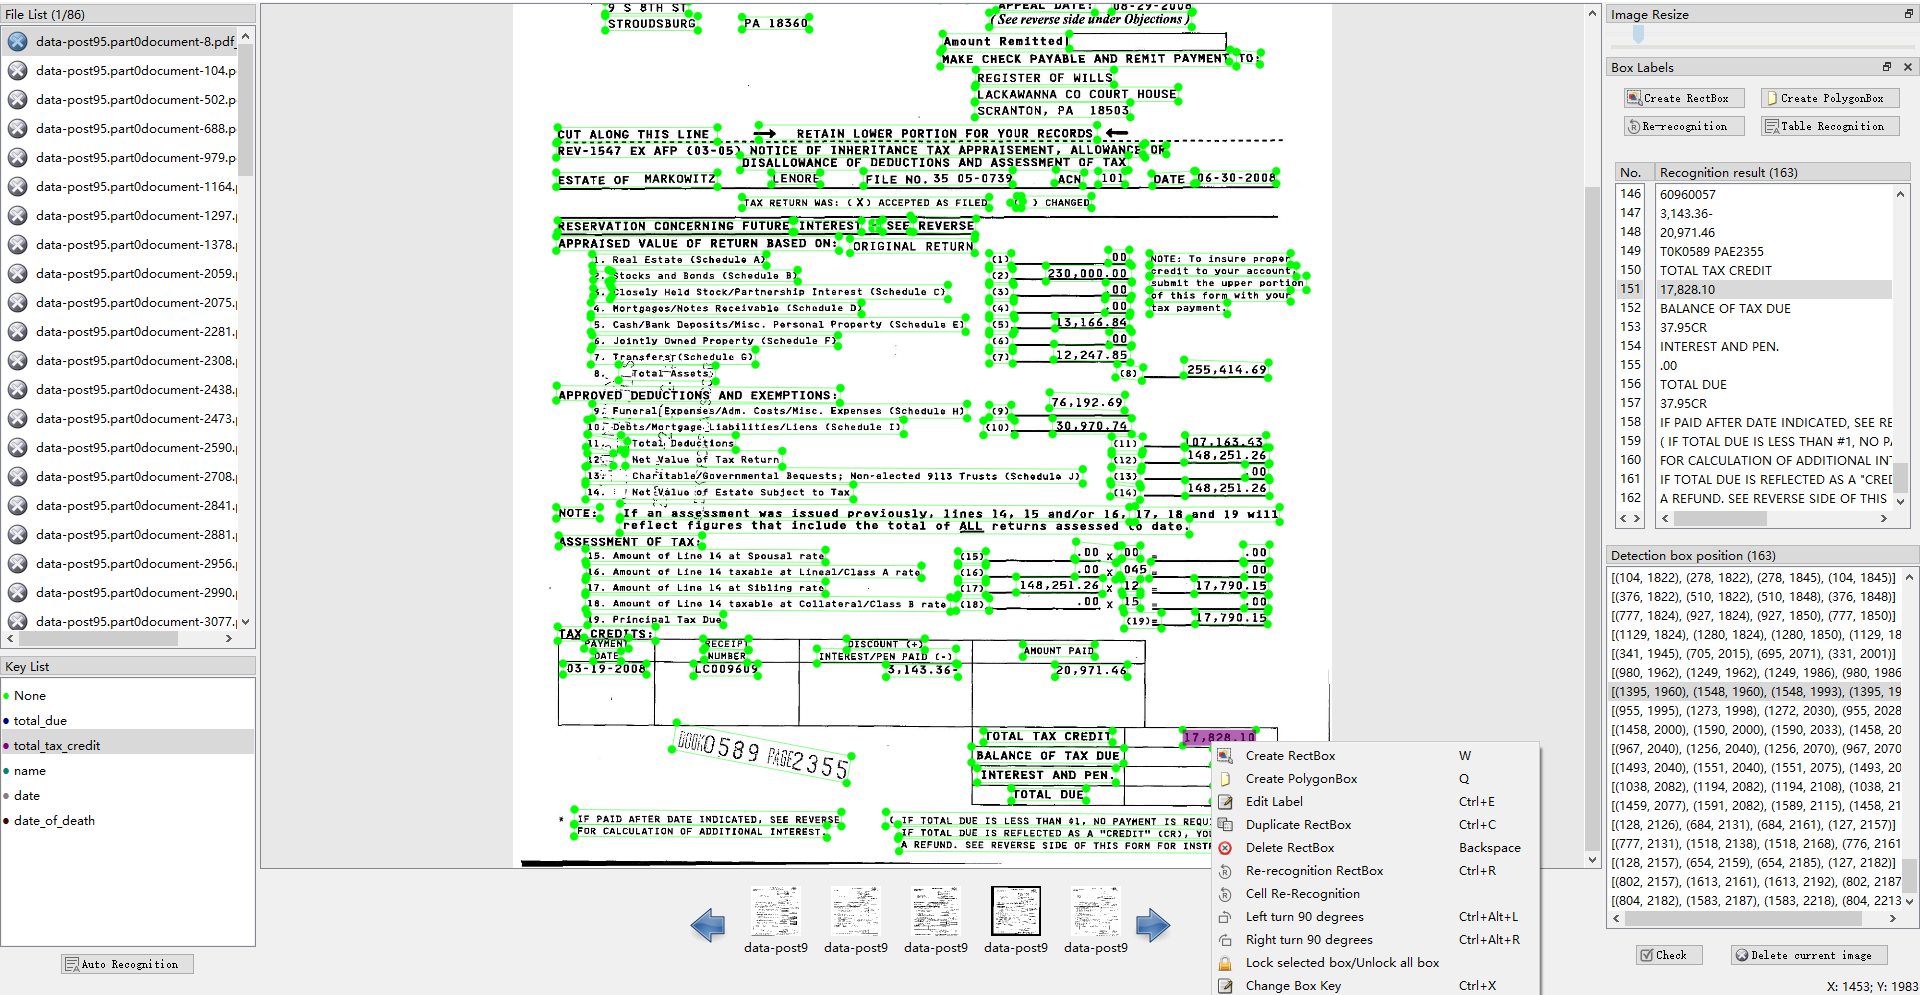 File List (1/86)
data-post95.part0document-8.pdf_
data-post95.part0document-104.p
data-post95.part0document-502.p
data-post95.part0document-688.p
data-post95.part0document-979.p
data-post95.part0document-1164.p
data-post95.part0document-1297.p
data-post95.part0document-1378.p
data-post95.part0document-2059.p
data-post95.part0document-2075.p
data-post95.part0document-2281.p
data-post95.part0document-2308.p
data-post95.part0document-2438.p
data-post95.part0document-2473.p
data-post95.part0document-2590.p
data-post95.part0document-2708.p
data-post95.part0document-2841.p
data-post95.part0document-2881.p
data-post95.part0document-2956.p
data-post95.part0document-2990.p
data-post95.part0document-3077.p
Key List
None
total_due
total_tax_credit
name
date
date_of_death
Auto Recognition
9 S 8TH ST
STROUDSBURG PA 18360
APPEAL DATE: 08-29-2008
(See reverse side under Objections)
Amount Remitted
MAKE CHECK PAYABLE AND REMIT PAYMENT TO:
REGISTER OF WILLS
LACKAWANNA CO COURT HOUSE
SCRANTON, PA 18503
CUT ALONG THIS LINE RETAIN LOWER PORTION FOR YOUR RECORDS
REV-1547 EX AFP (03-05) NOTICE OF INHERITANCE TAX APPRAISEMENT, ALLOWANCE OR
DISALLOWANCE OF DEDUCTIONS AND ASSESSMENT OF TAX
ESTATE OF MARKOWITZ LENORE FILE NO. 35 05-0739 ACN 101 DATE 06-30-2008
TAX RETURN WAS: (X) ACCEPTED AS FILED ( ) CHANGED
RESERVATION CONCERNING FUTURE INTEREST - SEE REVERSE
APPRAISED VALUE OF RETURN BASED ON: ORIGINAL RETURN
1. Real Estate (Schedule A) (1) .00
2. Stocks and Bonds (Schedule B) (2) 230,000.00
3. Closely Held Stock/Partnership Interest (Schedule C) (3) .00
4. Mortgages/Notes Receivable (Schedule D) (4) .00
5. Cash/Bank Deposits/Misc. Personal Property (Schedule E) (5) 13,166.84
6. Jointly Owned Property (Schedule F) (6) .00
7. Transfers (Schedule G) (7) 12,247.85
8. Total Assets (8) 255,414.69
NOTE: To insure proper
credit to your account,
submit the upper portion
of this form with your
tax payment.
APPROVED DEDUCTIONS AND EXEMPTIONS:
9. Funeral Expenses/Adm. Costs/Misc. Expenses (Schedule H) (9) 76,192.69
10. Debts/Mortgage Liabilities/Liens (Schedule I) (10) 30,970.74
11. Total Deductions (11) 07,163.43
12. Net Value of Tax Return (12) 148,251.26
13. Charitable/Governmental Bequests; Non-elected 9113 Trusts (Schedule J) (13) .00
14. Net Value of Estate Subject to Tax (14) 148,251.26
NOTE: If an assessment was issued previously, lines 14, 15 and/or 16, 17, 18 and 19 will
reflect figures that include the total of ALL returns assessed to date.
ASSESSMENT OF TAX:
15. Amount of Line 14 at Spousal rate (15) .00 X 00 = .00
16. Amount of Line 14 taxable at Lineal/Class A rate (16) .00 X 045 = .00
17. Amount of Line 14 at Sibling rate (17) 148,251.26 X 12 = 17,790.15
18. Amount of Line 14 taxable at Collateral/Class B rate (18) .00 X 15 = .00
19. Principal Tax Due (19)= 17,790.15
TAX CREDITS:
PAYMENT DATE RECEIPT NUMBER DISCOUNT (+) INTEREST/PEN PAID (-) AMOUNT PAID
03-19-2008 LC009609 3,143.36- 20,971.46
BOOK0589 PAGE2355
TOTAL TAX CREDIT 17,828.10
BALANCE OF TAX DUE
INTEREST AND PEN.
TOTAL DUE
* IF PAID AFTER DATE INDICATED, SEE REVERSE
FOR CALCULATION OF ADDITIONAL INTEREST.
( IF TOTAL DUE IS LESS THAN $1, NO PAYMENT IS REQUI
IF TOTAL DUE IS REFLECTED AS A "CREDIT" (CR), YO
A REFUND. SEE REVERSE SIDE OF THIS FORM FOR INST
Create RectBox W
Create PolygonBox Q
Edit Label Ctrl+E
Duplicate RectBox Ctrl+C
Delete RectBox Backspace
Re-recognition RectBox Ctrl+R
Cell Re-Recognition
Left turn 90 degrees Ctrl+Alt+L
Right turn 90 degrees Ctrl+Alt+R
Lock selected box/Unlock all box
Change Box Key Ctrl+X
data-post9 data-post9 data-post9 data-post9 data-post9
Image Resize
Box Labels
Create RectBox Create PolygonBox
Re-recognition Table Recognition
No. Recognition result (163)
146 60960057
147 3,143.36-
148 20,971.46
149 T0K0589 PAE2355
150 TOTAL TAX CREDIT
151 17,828.10
152 BALANCE OF TAX DUE
153 37.95CR
154 INTEREST AND PEN.
155 .00
156 TOTAL DUE
157 37.95CR
158 IF PAID AFTER DATE INDICATED, SEE RE
159 ( IF TOTAL DUE IS LESS THAN #1, NO PA
160 FOR CALCULATION OF ADDITIONAL INT
161 IF TOTAL DUE IS REFLECTED AS A "CRED
162 A REFUND. SEE REVERSE SIDE OF THIS
Detection box position (163)
[(104, 1822), (278, 1822), (278, 1845), (104, 1845)]
[(376, 1822), (510, 1822), (510, 1848), (376, 1848)]
[(777, 1824), (927, 1824), (927, 1850), (777, 1850)]
[(1129, 1824), (1280, 1824), (1280, 1850), (1129, 18
[(341, 1945), (705, 2015), (695, 2071), (331, 2001)]
[(980, 1962), (1249, 1962), (1249, 1986), (980, 1986
[(1395, 1960), (1548, 1960), (1548, 1993), (1395, 19
[(955, 1995), (1273, 1998), (1272, 2030), (955, 2028
[(1458, 2000), (1590, 2000), (1590, 2033), (1458, 2
[(967, 2040), (1256, 2040), (1256, 2070), (967, 2070
[(1493, 2040), (1551, 2040), (1551, 2075), (1493, 2
[(1038, 2082), (1194, 2082), (1194, 2108), (1038, 21
[(1459, 2077), (1591, 2082), (1589, 2115), (1458, 21
[(128, 2126), (684, 2131), (684, 2161), (127, 2157)]
[(777, 2131), (1518, 2138), (1518, 2168), (776, 2161
[(128, 2157), (654, 2159), (654, 2185), (127, 2182)]
[(802, 2157), (1613, 2161), (1613, 2192), (802, 2187
[(804, 2182), (1583, 2187), (1583, 2218), (804, 2213
Check Delete current image
X: 1453; Y: 1983